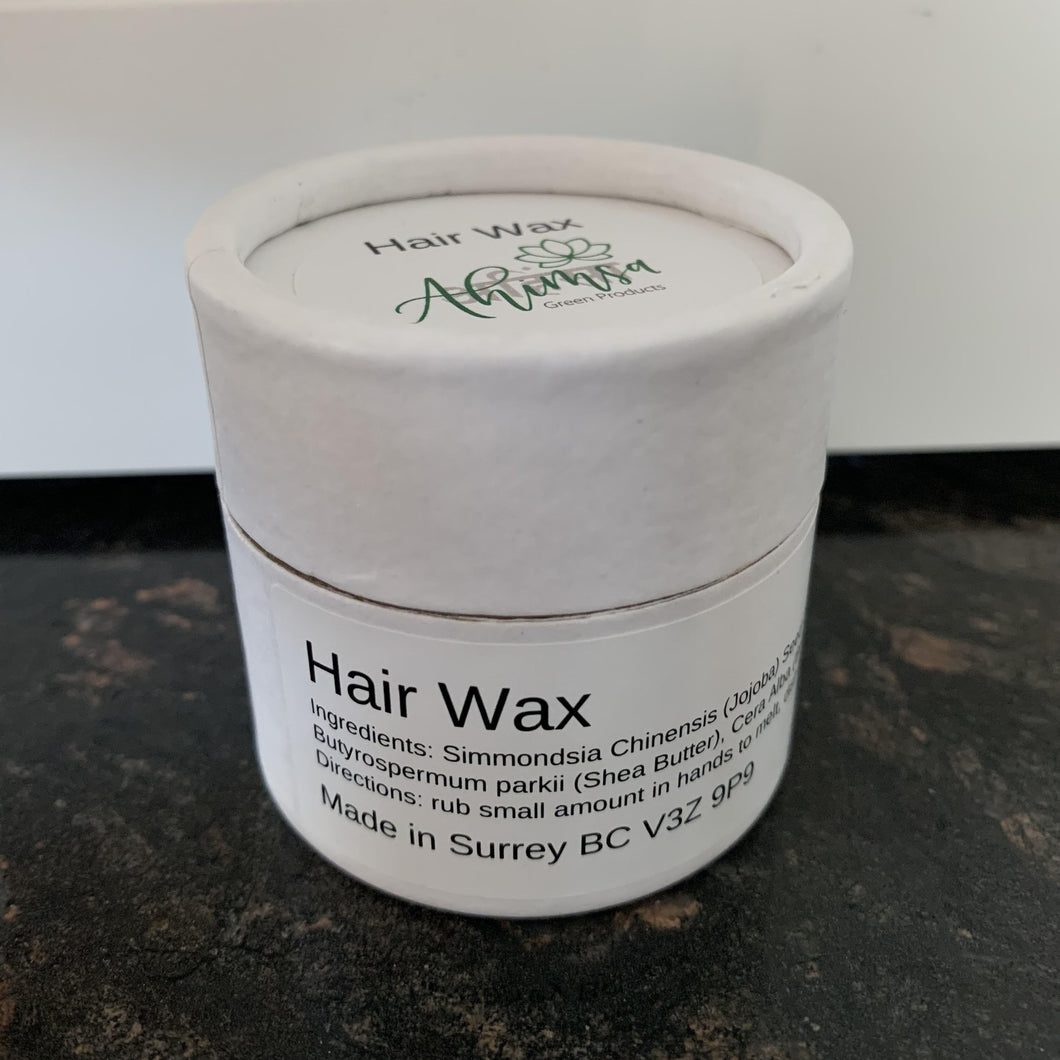 Hair Wax
Ahimsa
Green Products
Hair Wax
Ingredients: Simmondsia Chinensis (Jojoba)
Butyrospermum parkii (Shea Butter), Cera Alba
Directions: rub small amount in hands to melt,
Made in Surrey BC V3Z 9P9